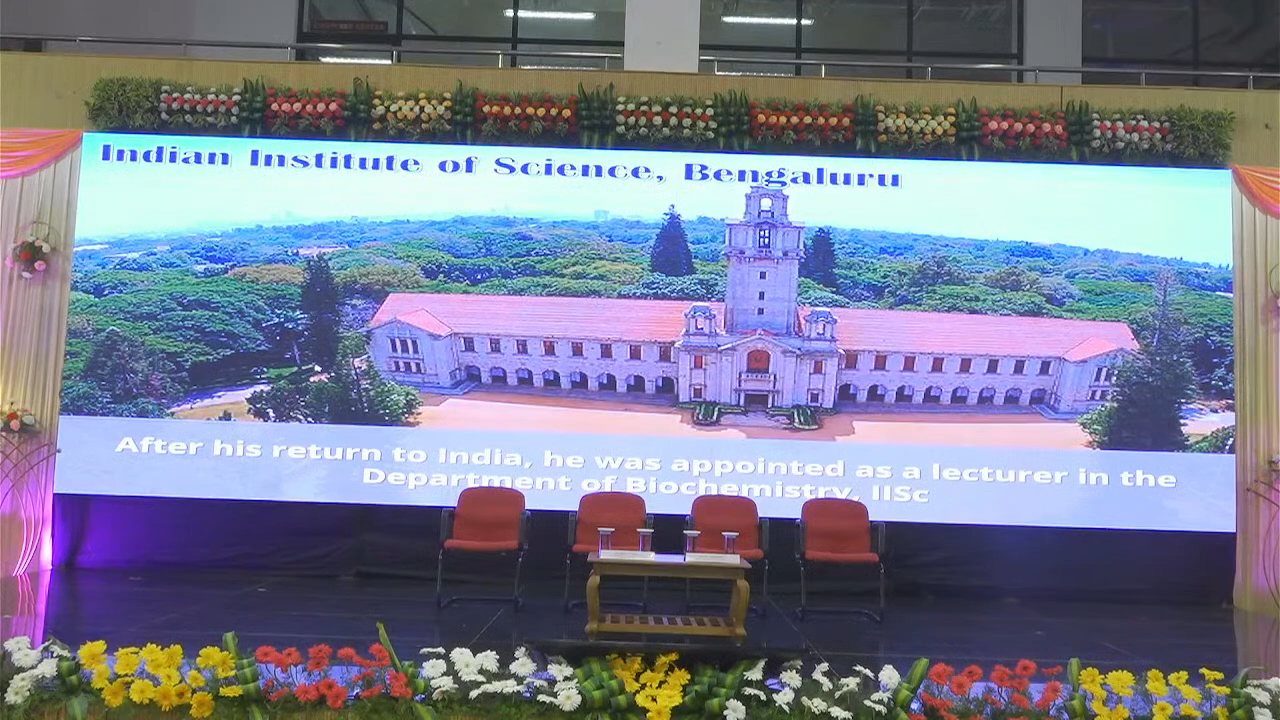 Indian Institute of Science, Bengaluru
After his return to India, he was appointed as a lecturer in the
Department of Biochemistry, IISc